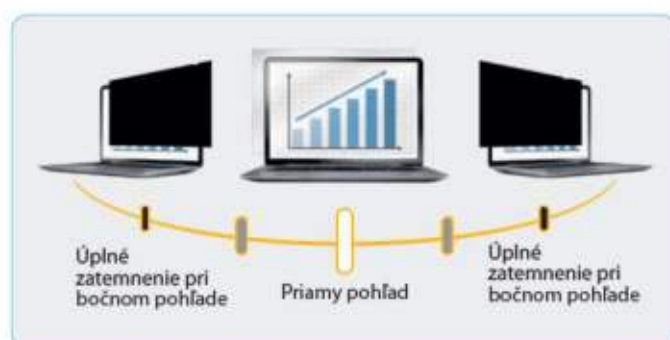 Úplné
zatemnenie pri
bočnom pohľade
Priamy pohľad
Úplné
zatemnenie pri
bočnom pohľade